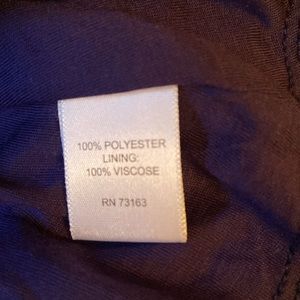 100% POLYESTER
LINING:
100% VISCOSE
RN 73163